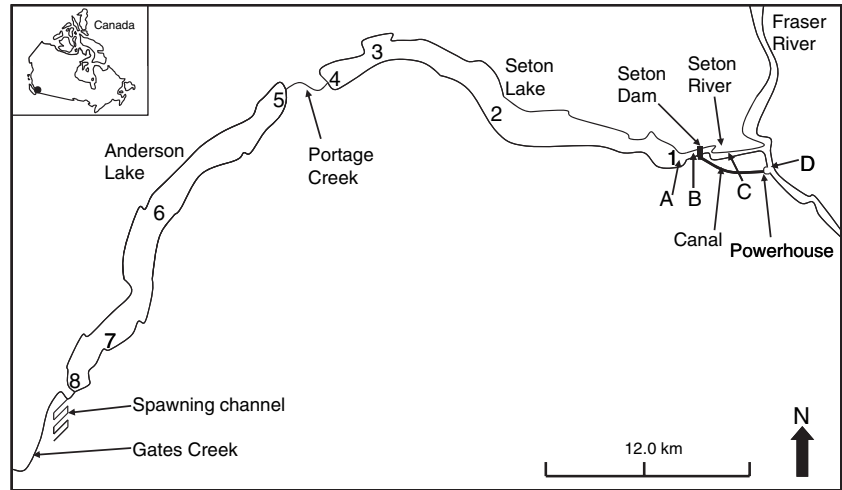 Canada
Fraser
River
Seton
River
Seton
Dam
Seton
Lake
3
4
5
2
Portage
Creek
Anderson
Lake
1
A
B
C
D
Canal
Powerhouse
6
7
8
Spawning channel
Gates Creek
12.0 km
N